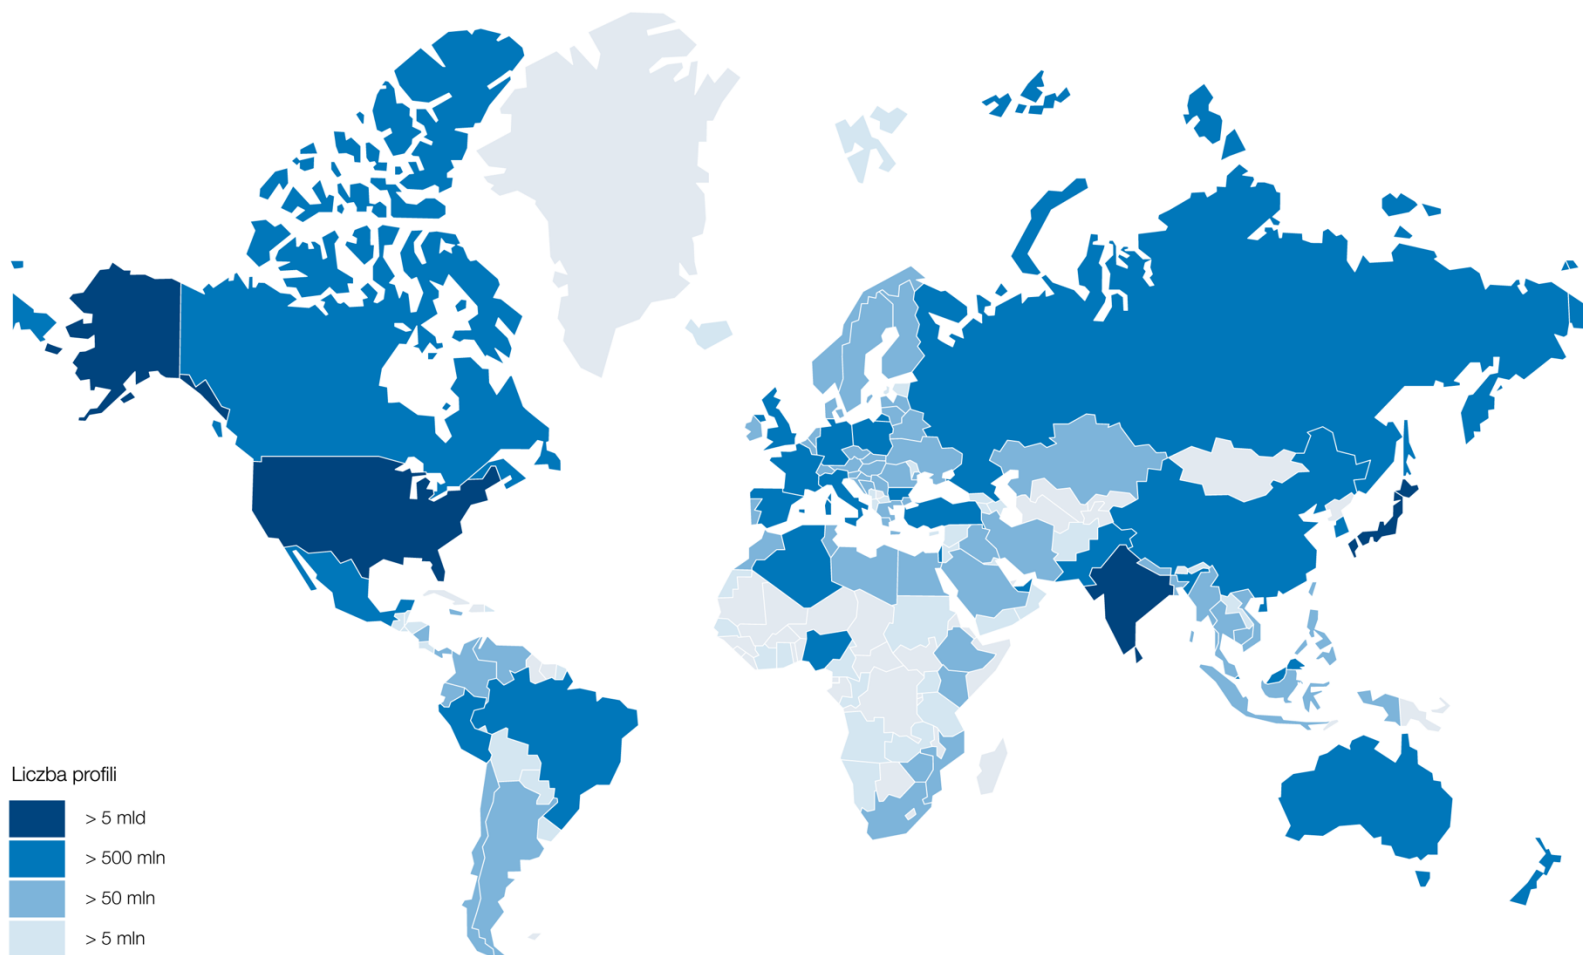 Liczba profili
> 5 mld
> 500 mln
> 50 mln
> 5 mln